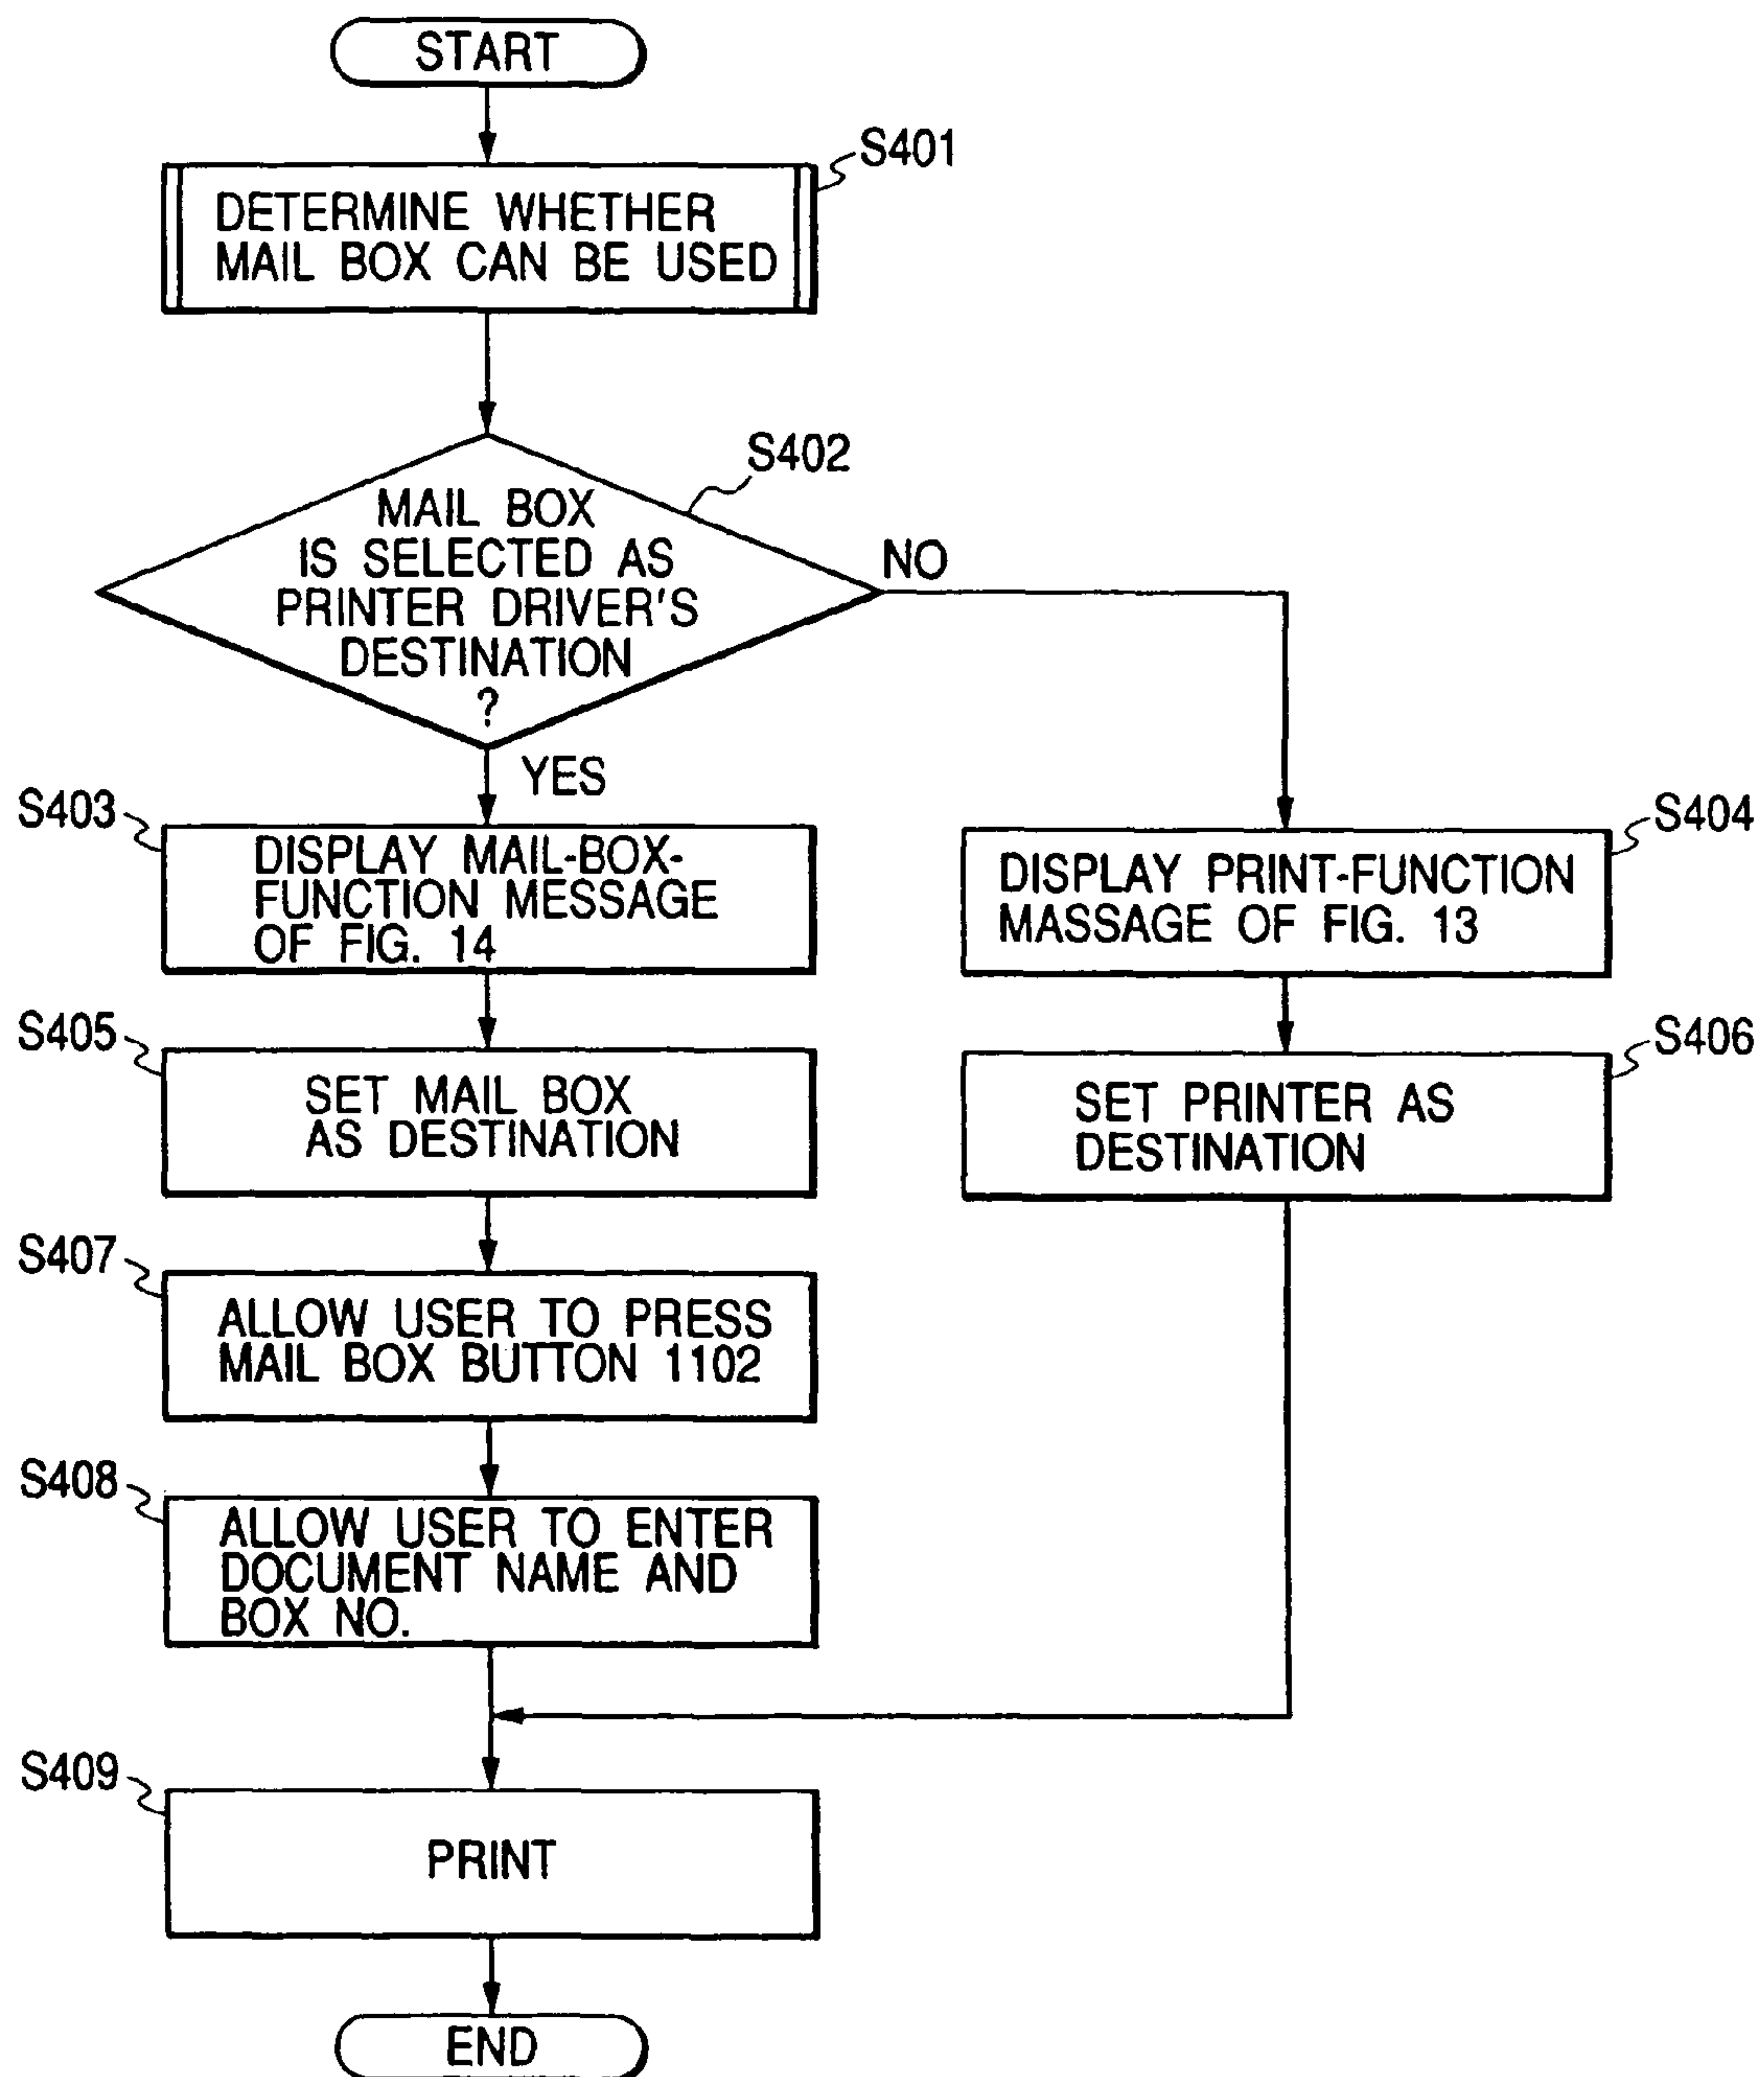 START
S401
DETERMINE WHETHER
MAIL BOX CAN BE USED
S402
MAIL BOX
IS SELECTED AS
PRINTER DRIVER'S
DESTINATION
?
NO
YES
S403
DISPLAY MAIL-BOX-
FUNCTION MESSAGE
OF FIG. 14
S404
DISPLAY PRINT-FUNCTION
MASSAGE OF FIG. 13
S405
SET MAIL BOX
AS DESTINATION
S406
SET PRINTER AS
DESTINATION
S407
ALLOW USER TO PRESS
MAIL BOX BUTTON 1102
S408
ALLOW USER TO ENTER
DOCUMENT NAME AND
BOX NO.
S409
PRINT
END